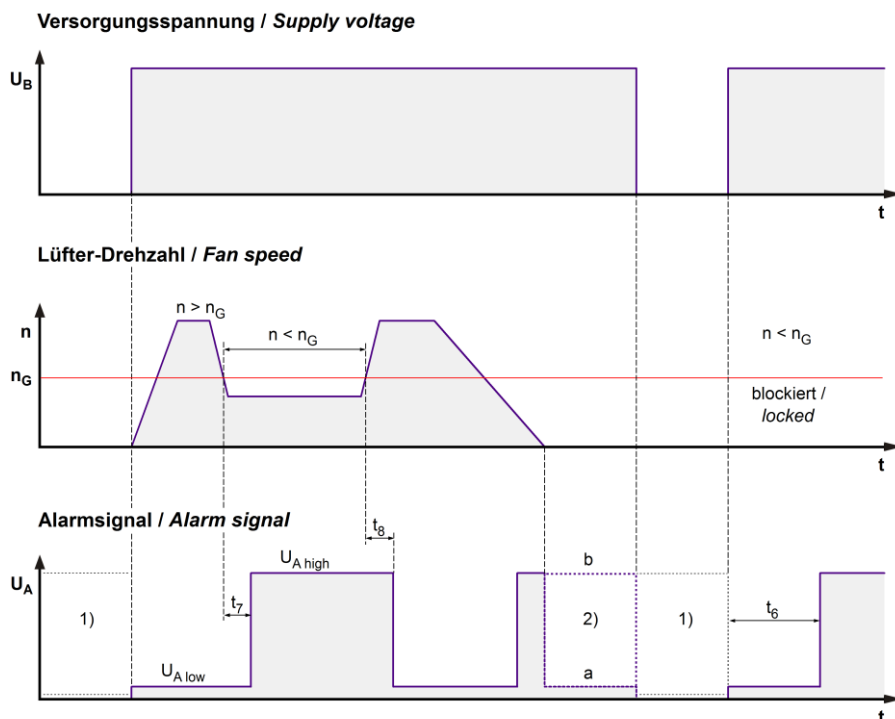 Versorgungsspannung / Supply voltage
U_B
t
Lüfter-Drehzahl / Fan speed
n > n_G
n < n_G
n < n_G
n
n_G
blockiert /
locked
t
Alarmsignal / Alarm signal
t_8
U_A high
b
U_A
t_7
t_6
1)
2)
1)
U_A low
a
t